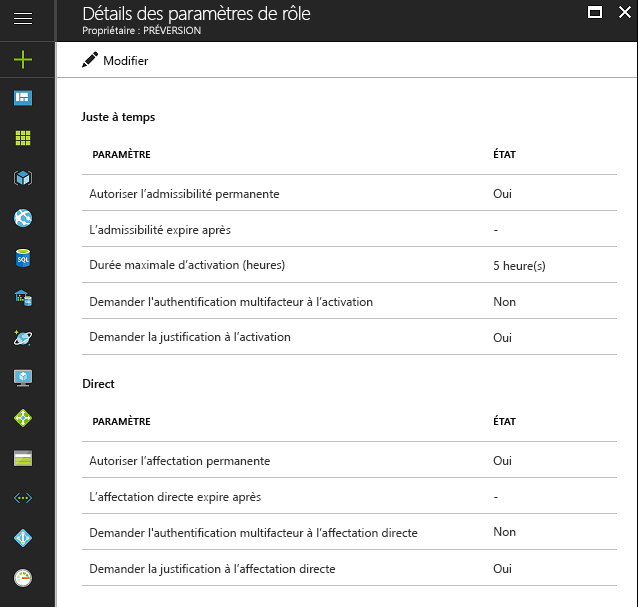 Détails des paramètres de rôle
Propriétaire : PRÉVERSION
Modifier
Juste à temps
PARAMÈTRE ÉTAT
Autoriser l'admissibilité permanente Oui
L'admissibilité expire après -
Durée maximale d'activation (heures) 5 heure(s)
Demander l'authentification multifacteur à l'activation Non
Demander la justification à l'activation Oui
Direct
PARAMÈTRE ÉTAT
Autoriser l'affectation permanente Oui
L'affectation directe expire après -
Demander l'authentification multifacteur à l'affectation directe Non
Demander la justification à l'affectation directe Oui
SQL